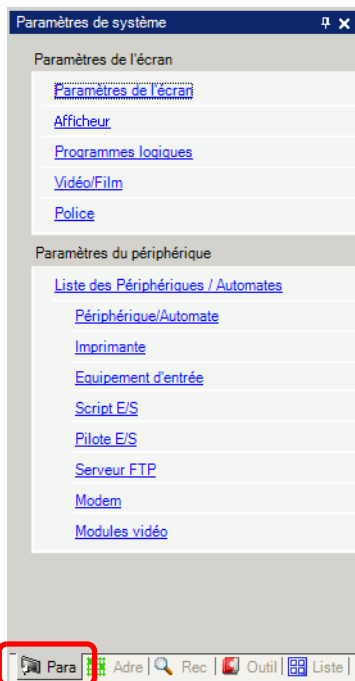 Paramètres de système
Paramètres de l'écran
Paramètres de l'écran
Afficheur
Programmes logiques
Vidéo/Film
Police
Paramètres du périphérique
Liste des Périphériques / Automates
Périphérique/Automate
Imprimante
Equipement d'entrée
Script E/S
Pilote E/S
Serveur FTP
Modem
Modules vidéo
Para Adre Rec Outil Liste